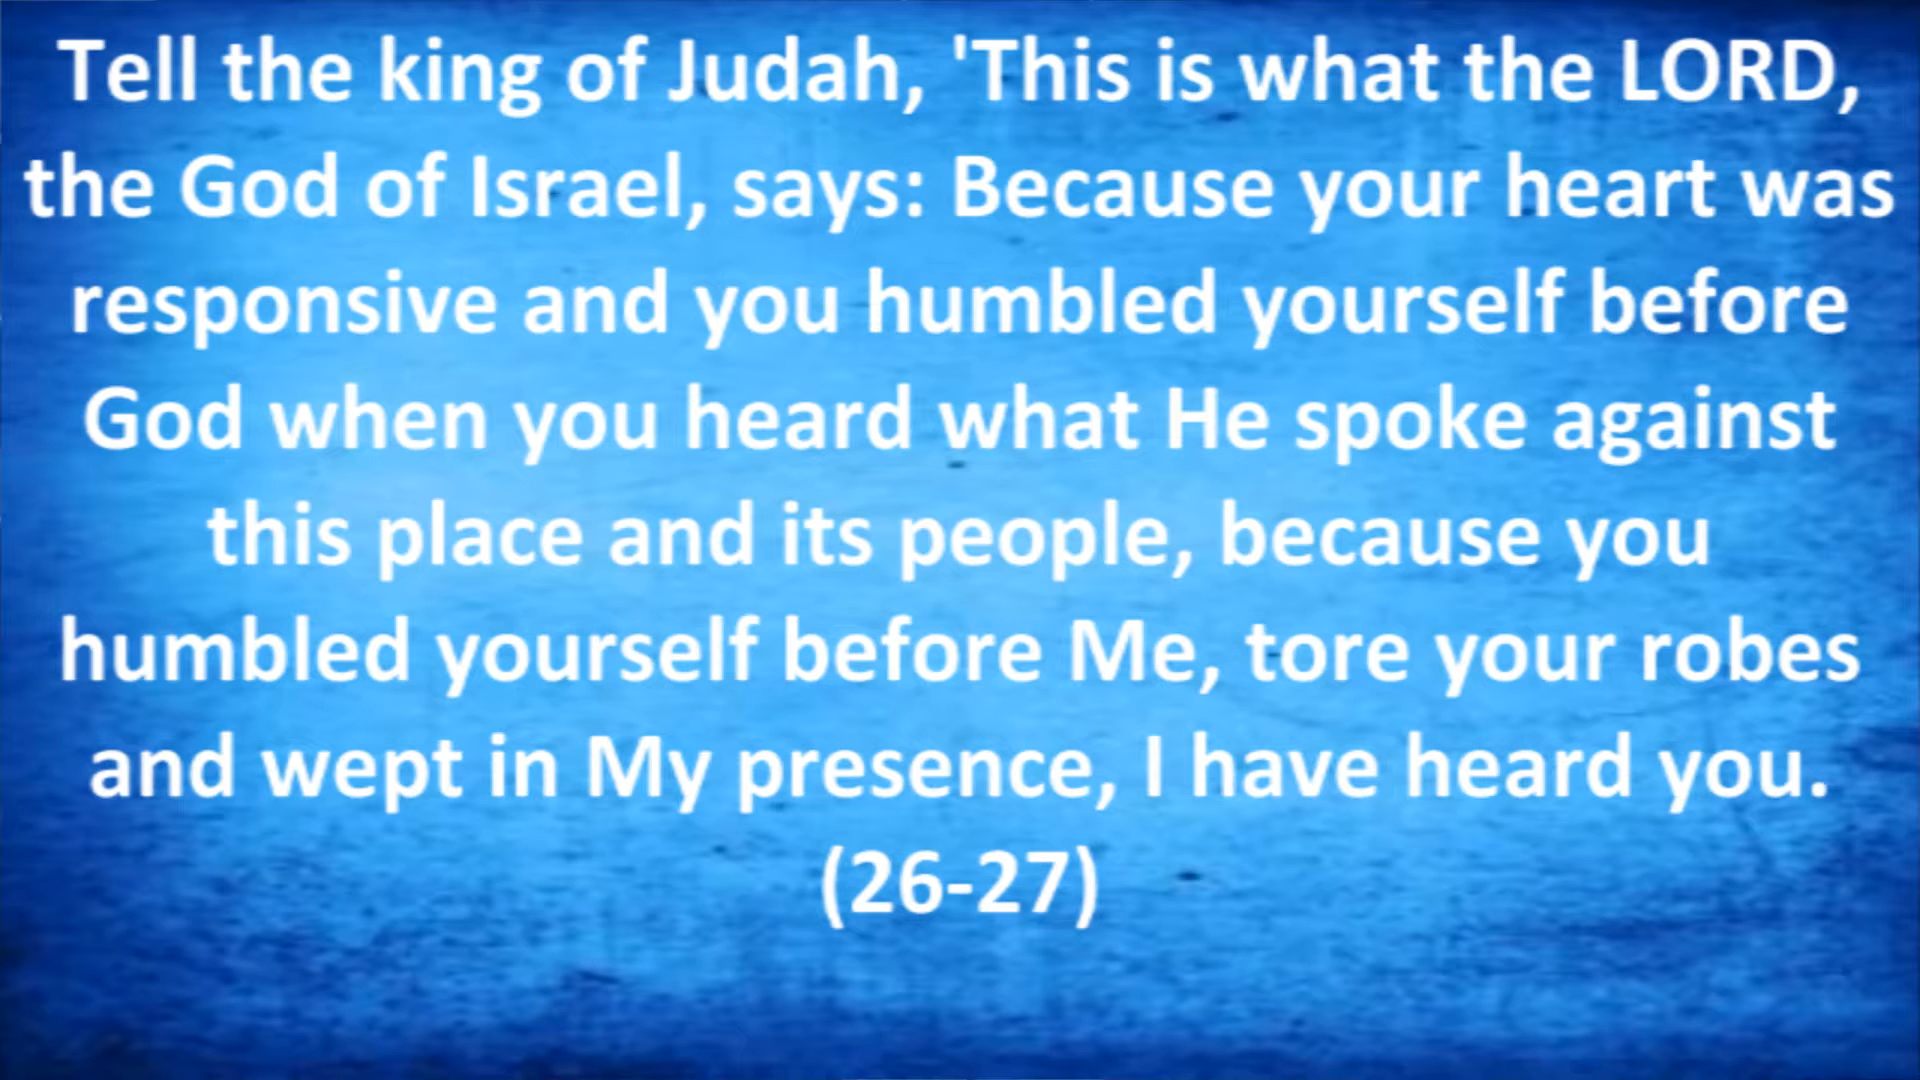 Tell the king of Judah, 'This is what the LORD,
the God of Israel, says: Because your heart was
responsive and you humbled yourself before
God when you heard what He spoke against
this place and its people, because you
humbled yourself before Me, tore your robes
and wept in My presence, I have heard you.
(26-27)